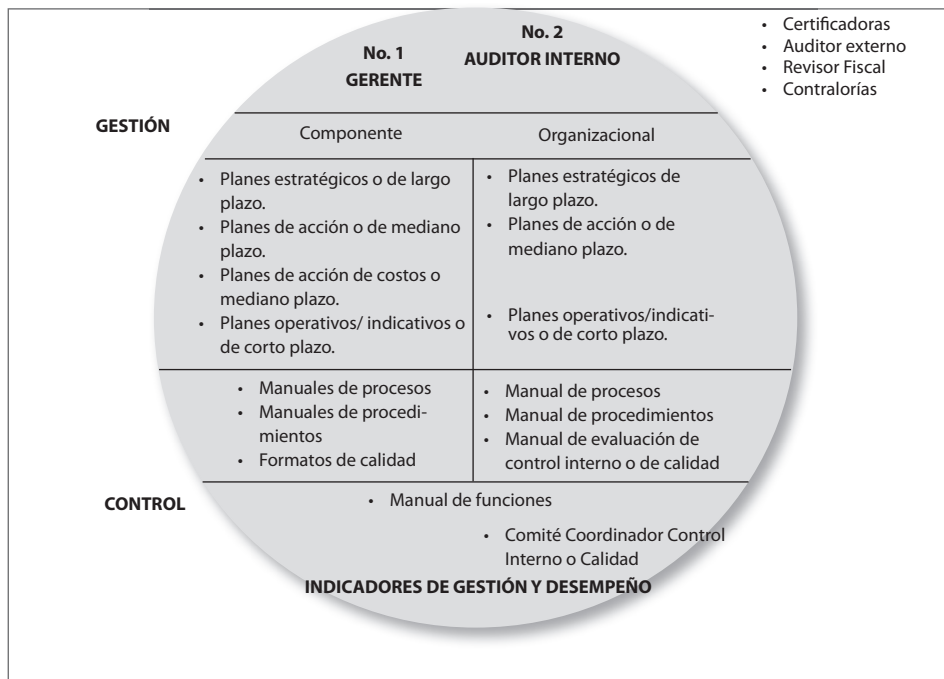 No. 1
GERENTE
No. 2
AUDITOR INTERNO
• Certificadoras
• Auditor externo
• Revisor Fiscal
• Contralorías
GESTIÓN
Componente
Organizacional
• Planes estratégicos o de largo
plazo.
• Planes de acción o de mediano
plazo.
• Planes de acción de costos o
mediano plazo.
• Planes operativos/ indicativos o
de corto plazo.
• Planes estratégicos de
largo plazo.
• Planes de acción o de
mediano plazo.
• Planes operativos/indicati-
vos o de corto plazo.
• Manuales de procesos
• Manuales de procedi-
mientos
• Formatos de calidad
• Manual de procesos
• Manual de procedimientos
• Manual de evaluación de
control interno o de calidad
CONTROL
• Manual de funciones
• Comité Coordinador Control
Interno o Calidad
INDICADORES DE GESTIÓN Y DESEMPEÑO